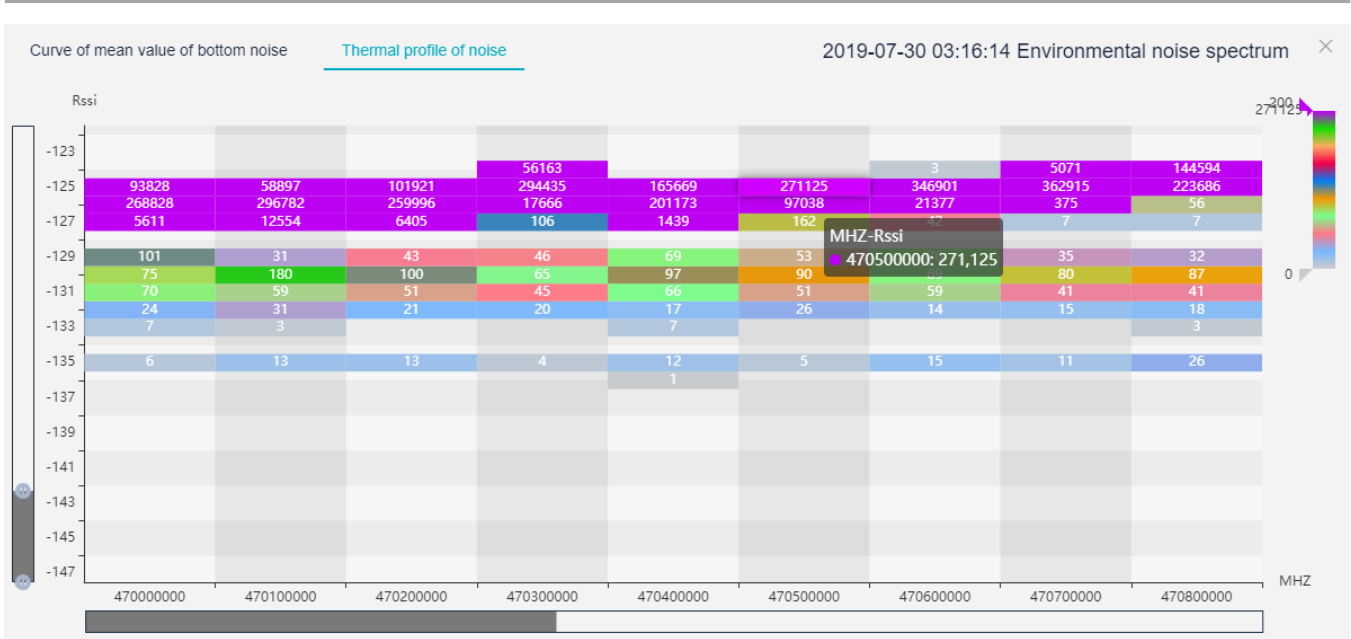 Curve of mean value of bottom noise Thermal profile of noise 2019-07-30 03:16:14 Environmental noise spectrum ×
Rssi
200
271125
-123
56163 3 5071 144594
-125 93828 58897 101921 294435 165669 271125 346901 362915 223686
268828 296782 259996 17666 201173 97038 21377 375 56
-127 5611 12554 6405 106 1439 162 42 7 7
MHZ-Rssi
-129 101 31 43 46 69 53 35 32
470500000: 271,125
75 180 100 65 97 90 69 80 87
0
-131 70 59 51 45 66 51 59 41 41
24 31 21 20 17 26 14 15 18
-133 7 3 7 3
-135 6 13 13 4 12 5 15 11 26
1
-137
-139
-141
-143
-145
-147
MHZ
470000000 470100000 470200000 470300000 470400000 470500000 470600000 470700000 470800000